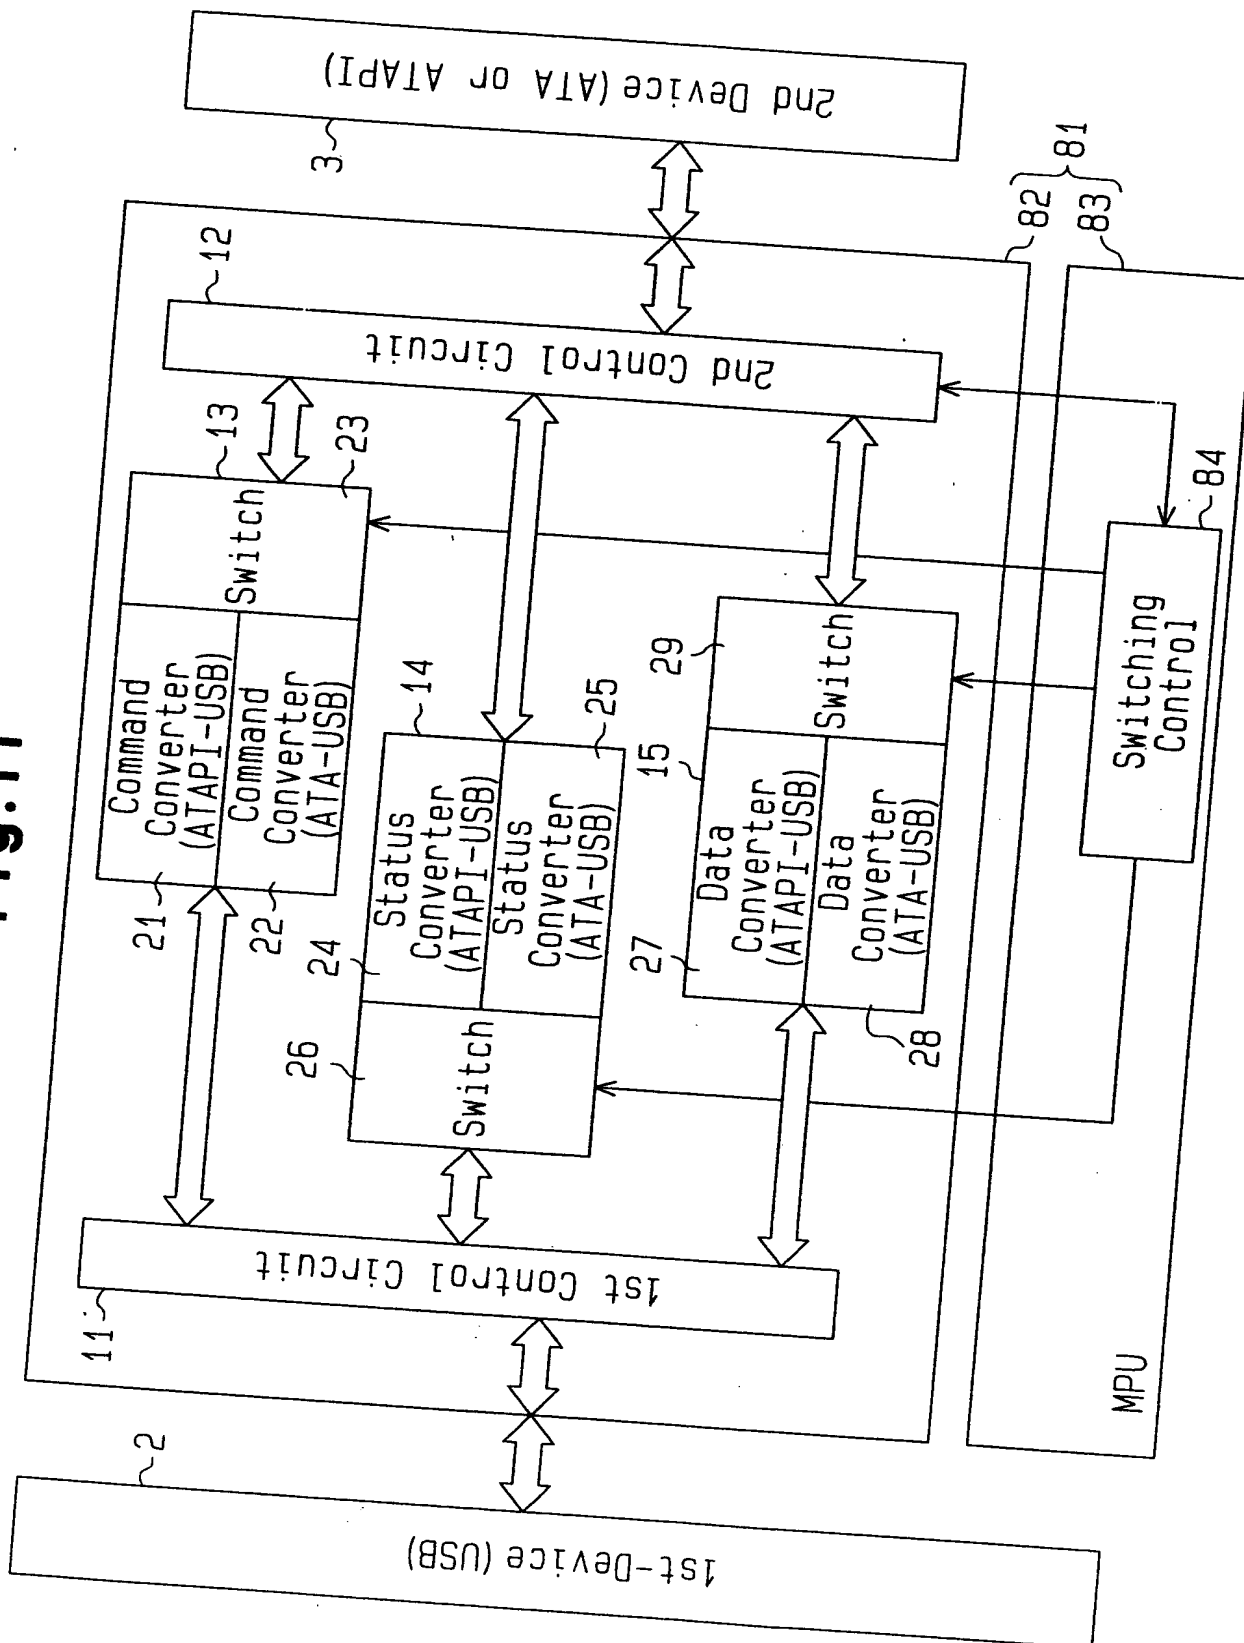 Fig.11
1st-Device (USB)
2
1st Control Circuit
11
Command
Converter
(ATAPI-USB)
21
Command
Converter
(ATA-USB)
22
Switch
13
23
Status
Converter
(ATAPI-USB)
24
Status
Converter
(ATA-USB)
25
14
Switch
26
Data
Converter
(ATAPI-USB)
27
Data
Converter
(ATA-USB)
28
15
Switch
29
2nd Control Circuit
12
2nd Device (ATA or ATAPI)
3
82
83
81
Switching
Control
84
MPU